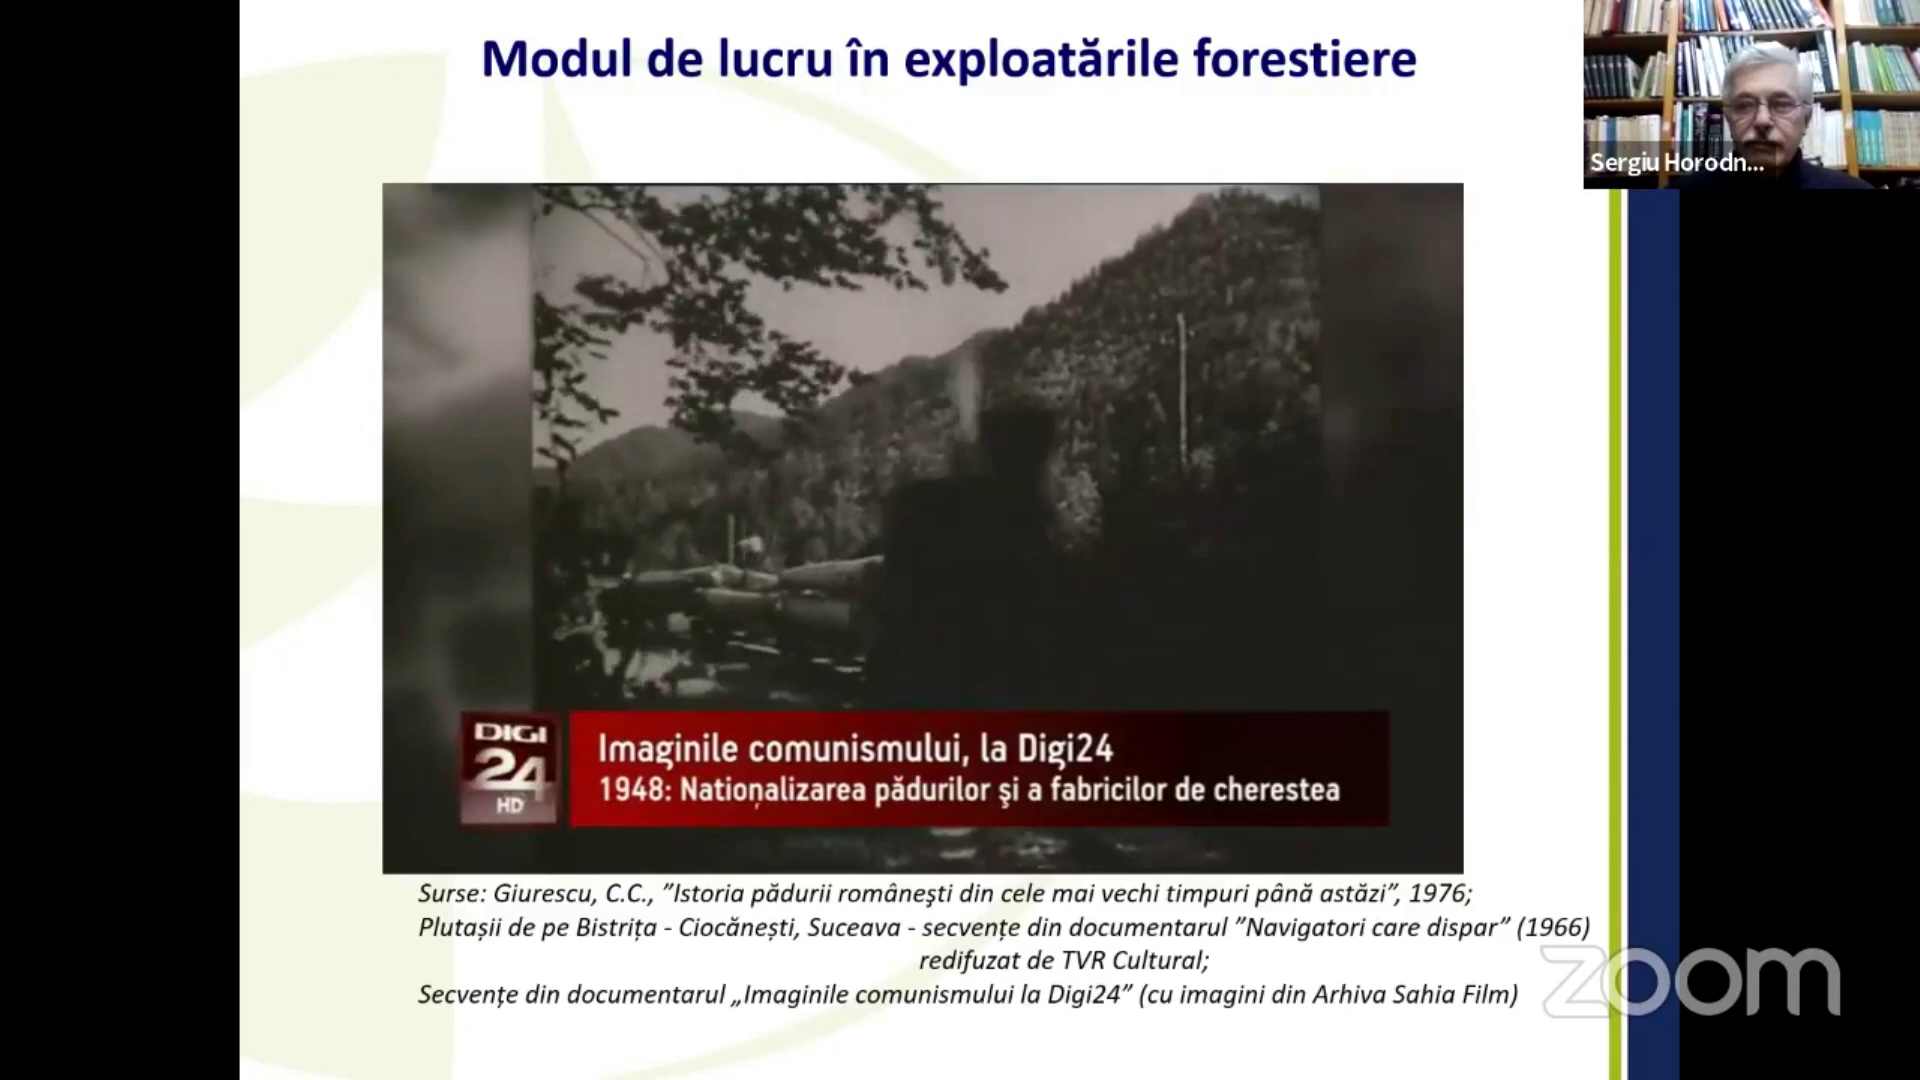 Modul de lucru în exploatările forestiere
Sergiu Horodn...
DIGI
24
HD
Imaginile comunismului, la Digi24
1948: Naționalizarea pădurilor şi a fabricilor de cherestea
Surse: Giurescu, C.C., ”Istoria pădurii româneşti din cele mai vechi timpuri până astăzi”, 1976;
Plutașii de pe Bistrița - Ciocănești, Suceava - secvențe din documentarul ”Navigatori care dispar” (1966)
redifuzat de TVR Cultural;
Secvențe din documentarul „Imaginile comunismului la Digi24” (cu imagini din Arhiva Sahia Film)
zoom